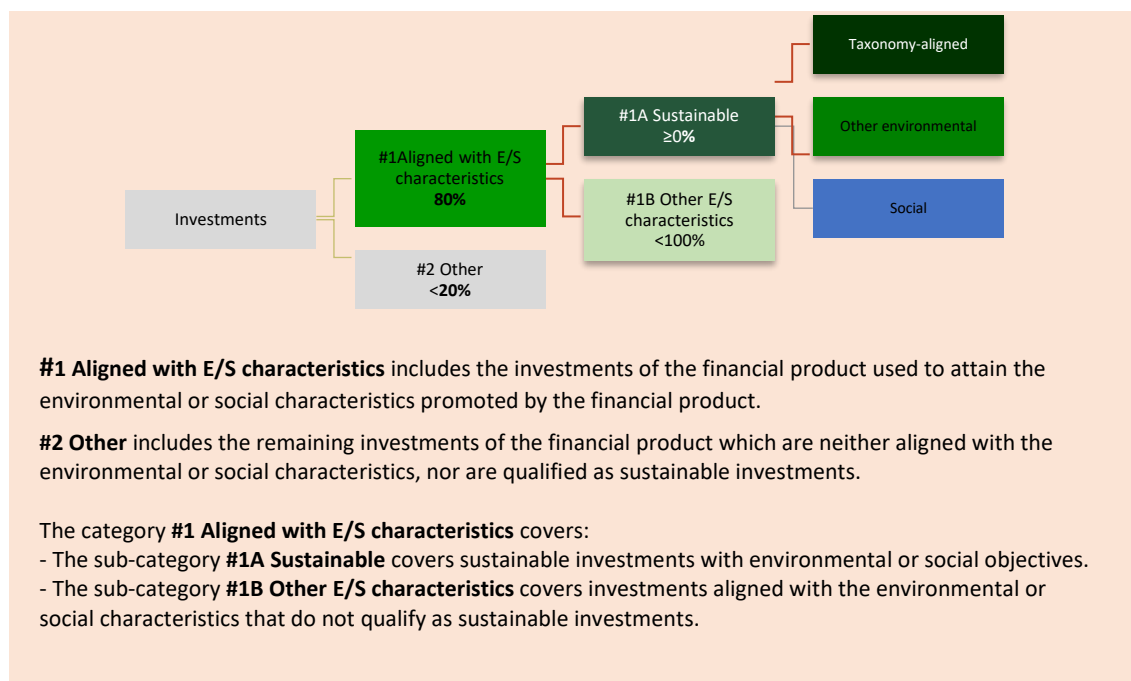 Taxonomy-aligned
#1A Sustainable
≥0%
Other environmental
#1Aligned with E/S
characteristics
80%
#1B Other E/S
characteristics
<100%
Social
Investments
#2 Other
<20%
#1 Aligned with E/S characteristics includes the investments of the financial product used to attain the
environmental or social characteristics promoted by the financial product.
#2 Other includes the remaining investments of the financial product which are neither aligned with the
environmental or social characteristics, nor are qualified as sustainable investments.
The category #1 Aligned with E/S characteristics covers:
- The sub-category #1A Sustainable covers sustainable investments with environmental or social objectives.
- The sub-category #1B Other E/S characteristics covers investments aligned with the environmental or
social characteristics that do not qualify as sustainable investments.